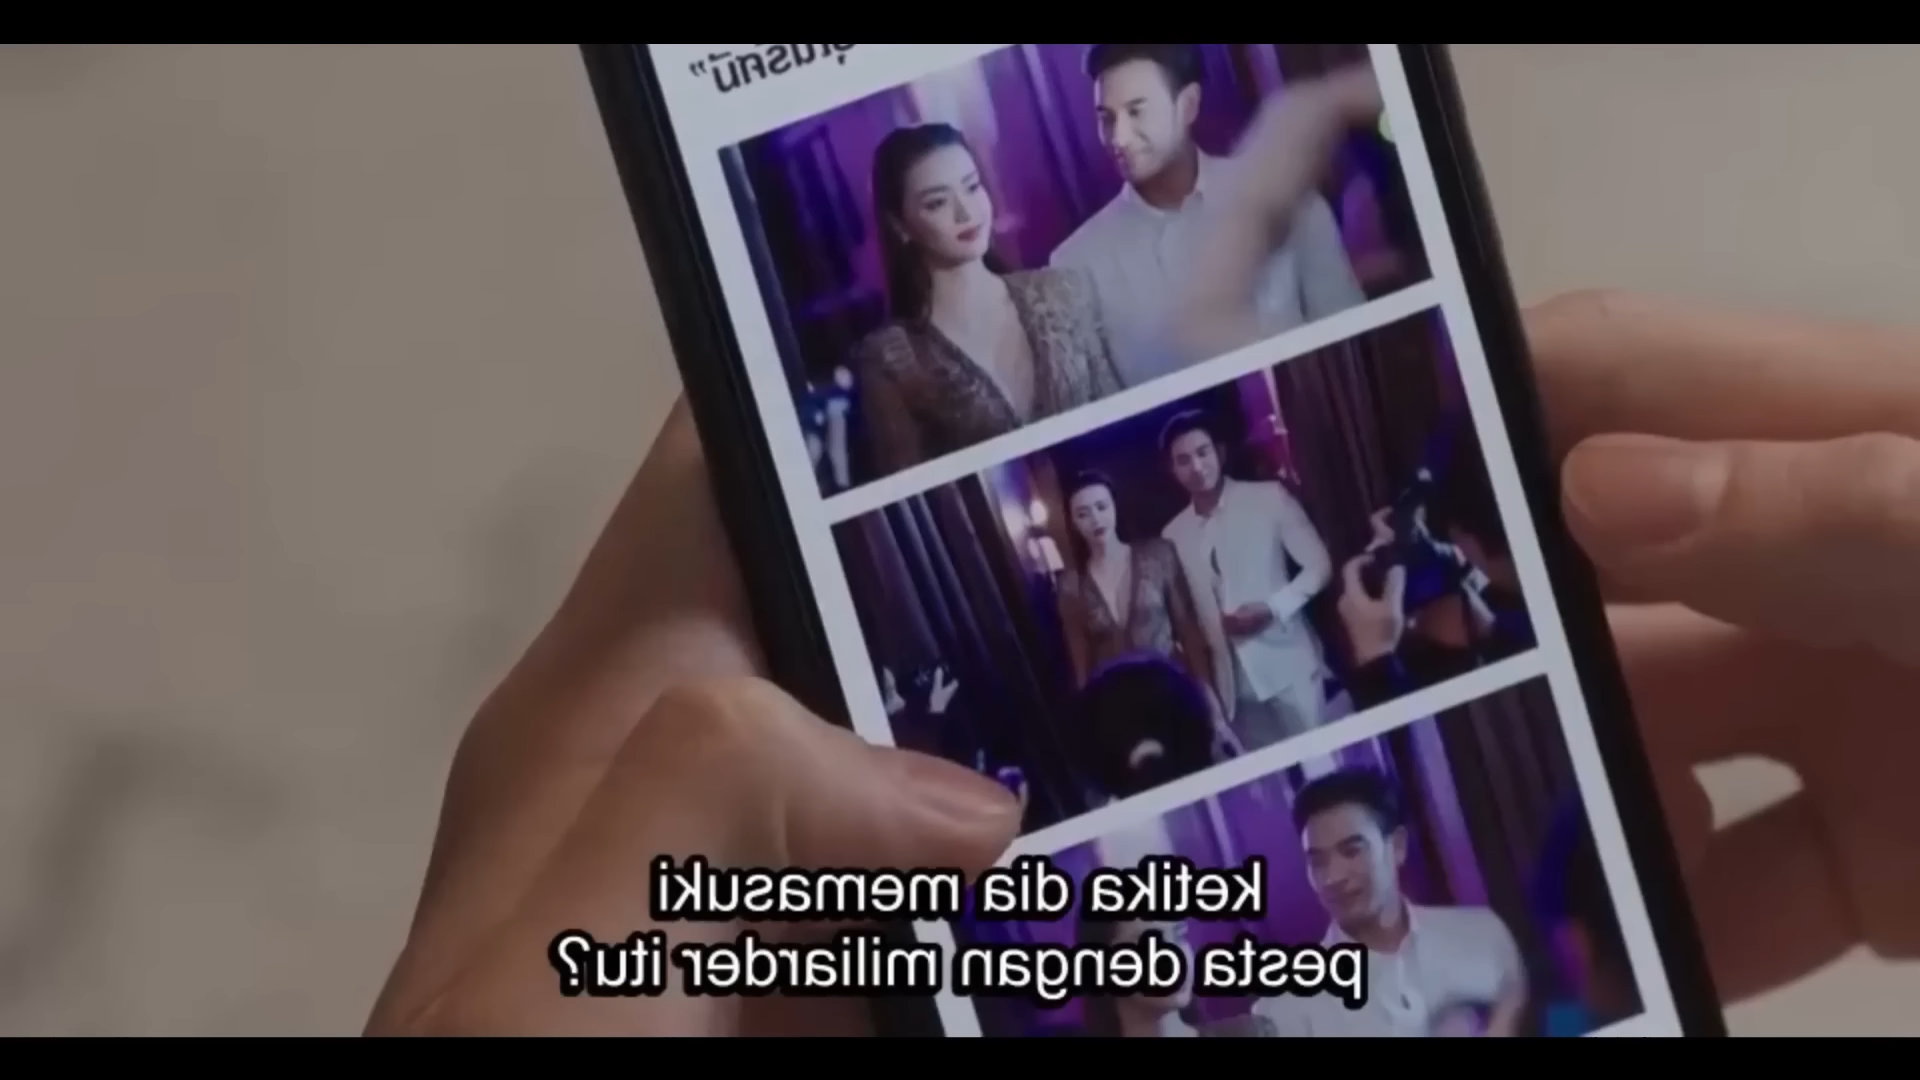 ketika dia memasuki
pesta dengan miliarder itu?